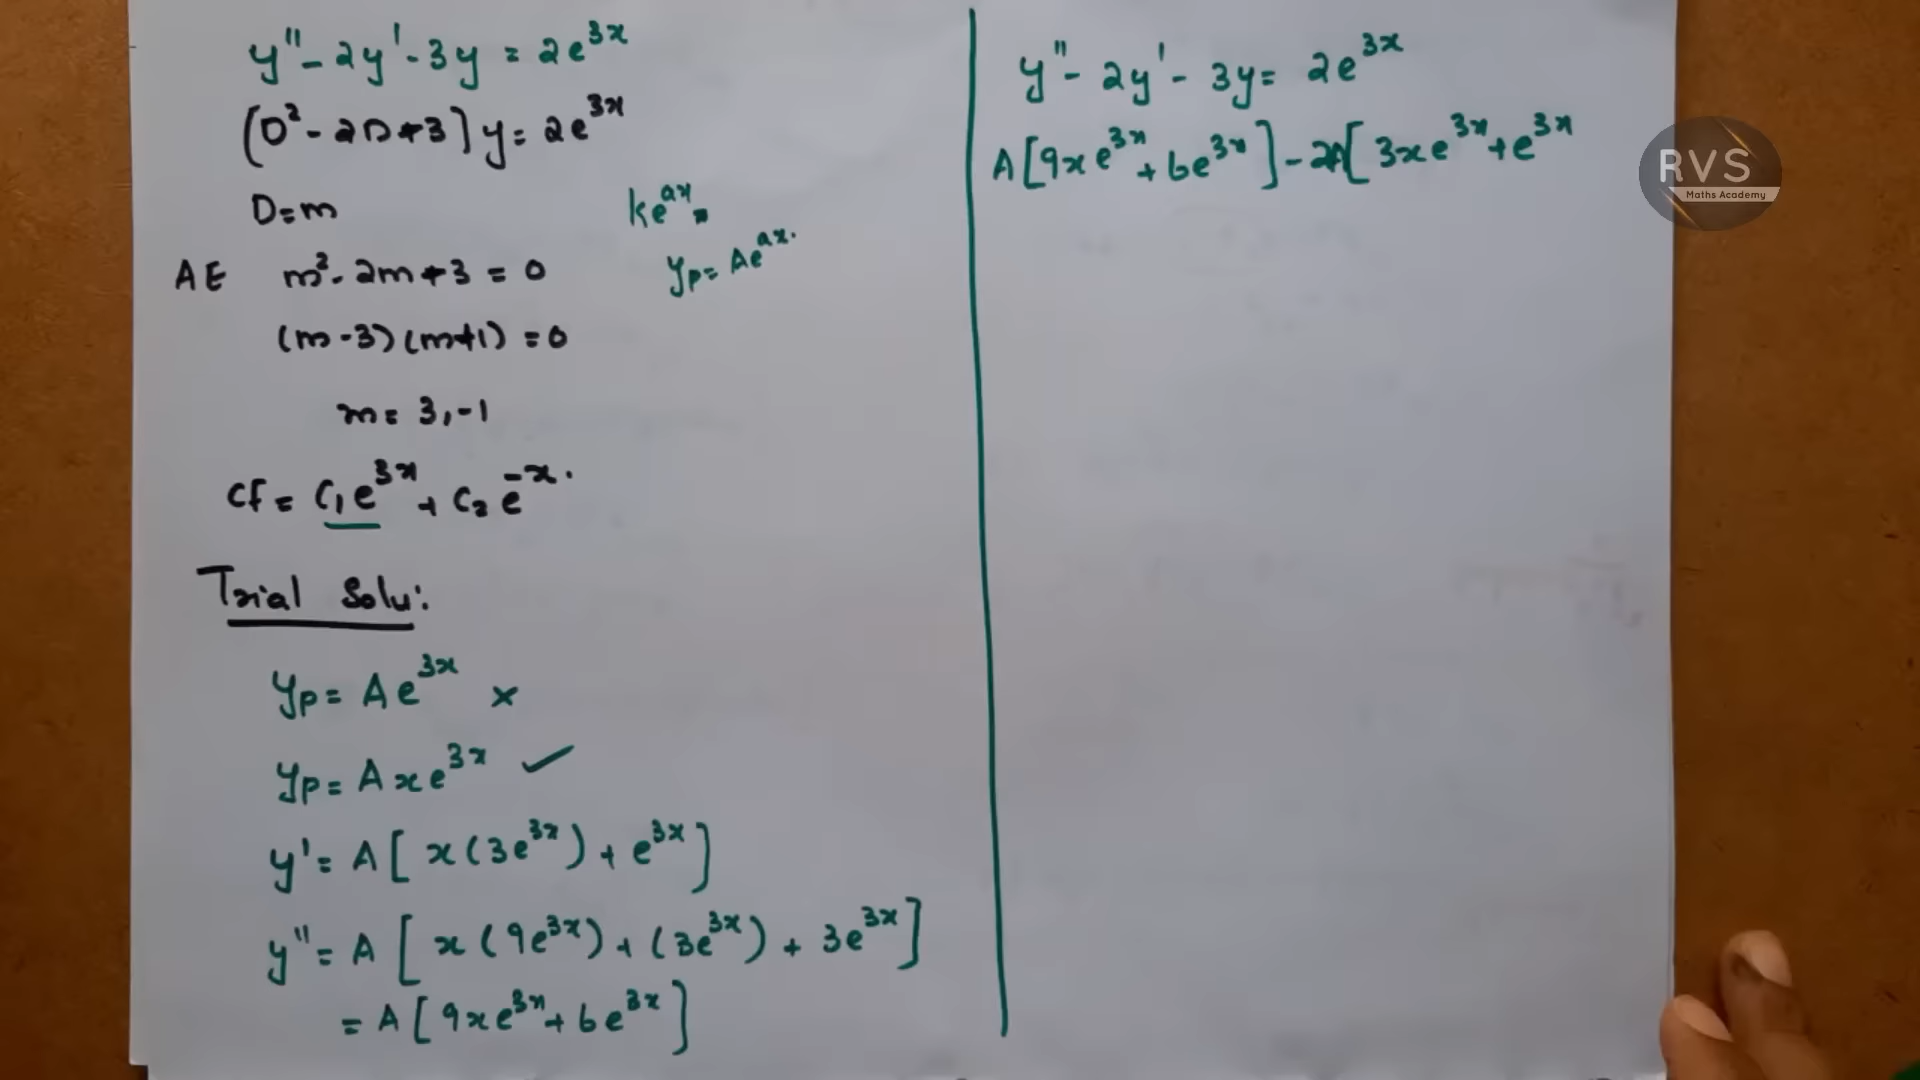 y'' - 2y' - 3y = 2e^{3x}
(D² - 2D + 3) y = 2e^{3x}
D = m
ke^{ax} =
y_p = Ae^{ax}.
AE m² - 2m + 3 = 0
(m - 3) (m + 1) = 0
m = 3, -1
CF = C₁e^{3x} + C₂e^{-x}.
Trial Solu:
y_p = Ae^{3x} ×
y_p = Axe^{3x} ✓
y' = A[x(3e^{3x}) + e^{3x}]
y'' = A[x(9e^{3x}) + (3e^{3x}) + 3e^{3x}]
= A[9xe^{3x} + 6e^{3x}]
y'' - 2y' - 3y = 2e^{3x}
A[9xe^{3x} + 6e^{3x}] - 2A[3xe^{3x} + e^{3x}
RVS
Maths Academy